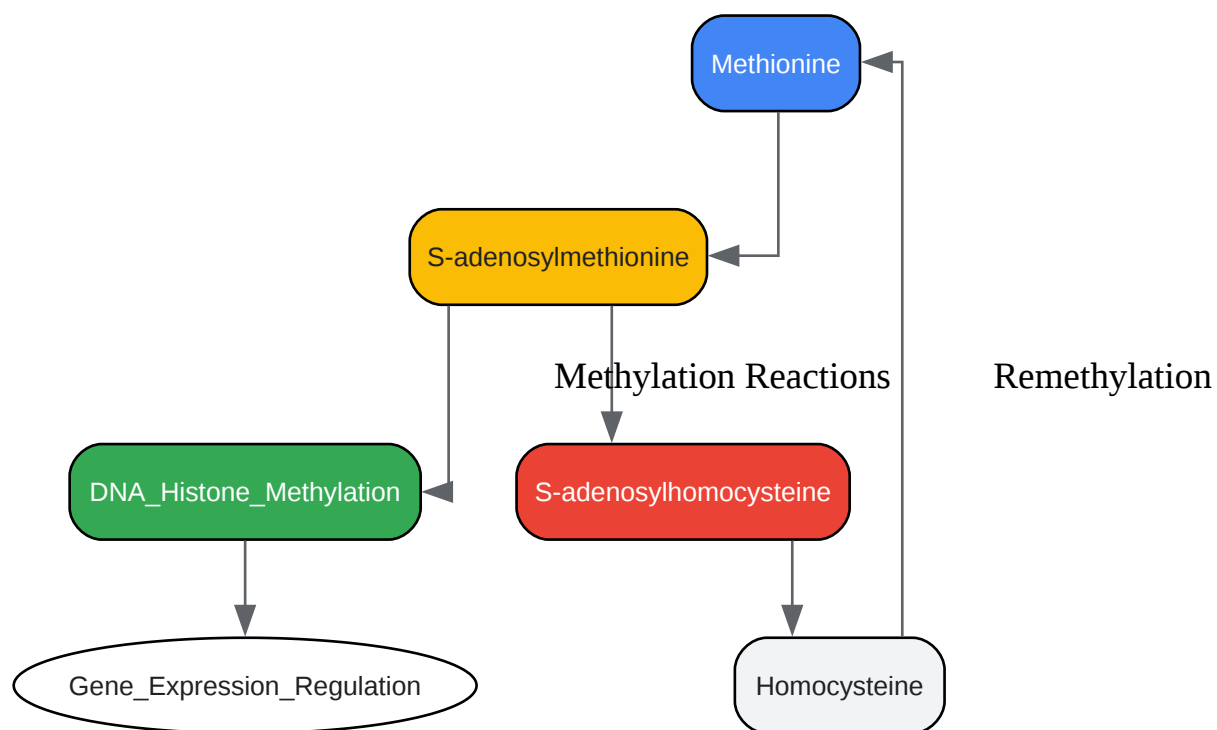 Methionine
S-adenosylmethionine
Methylation Reactions
Remethylation
DNA_Histone_Methylation
S-adenosylhomocysteine
Gene_Expression_Regulation
Homocysteine